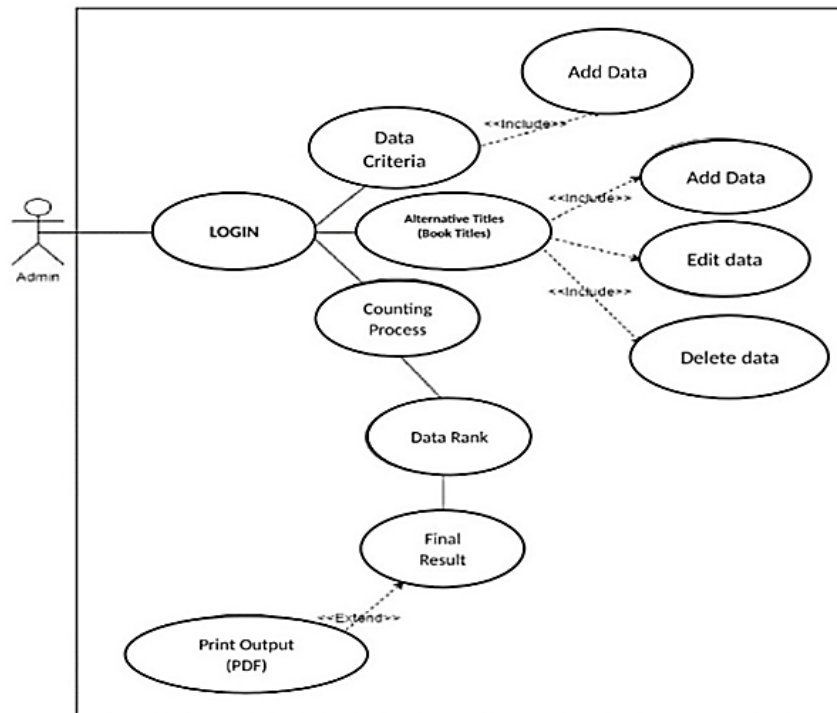 Add Data
<<Include>>
Data
Criteria
Add Data
<<Include>>
Alternative Titles
(Book Titles)
LOGIN
Edit data
Admin
<<Include>>
Counting
Process
Delete data
Data Rank
Final
Result
<<Extend>>
Print Output
(PDF)